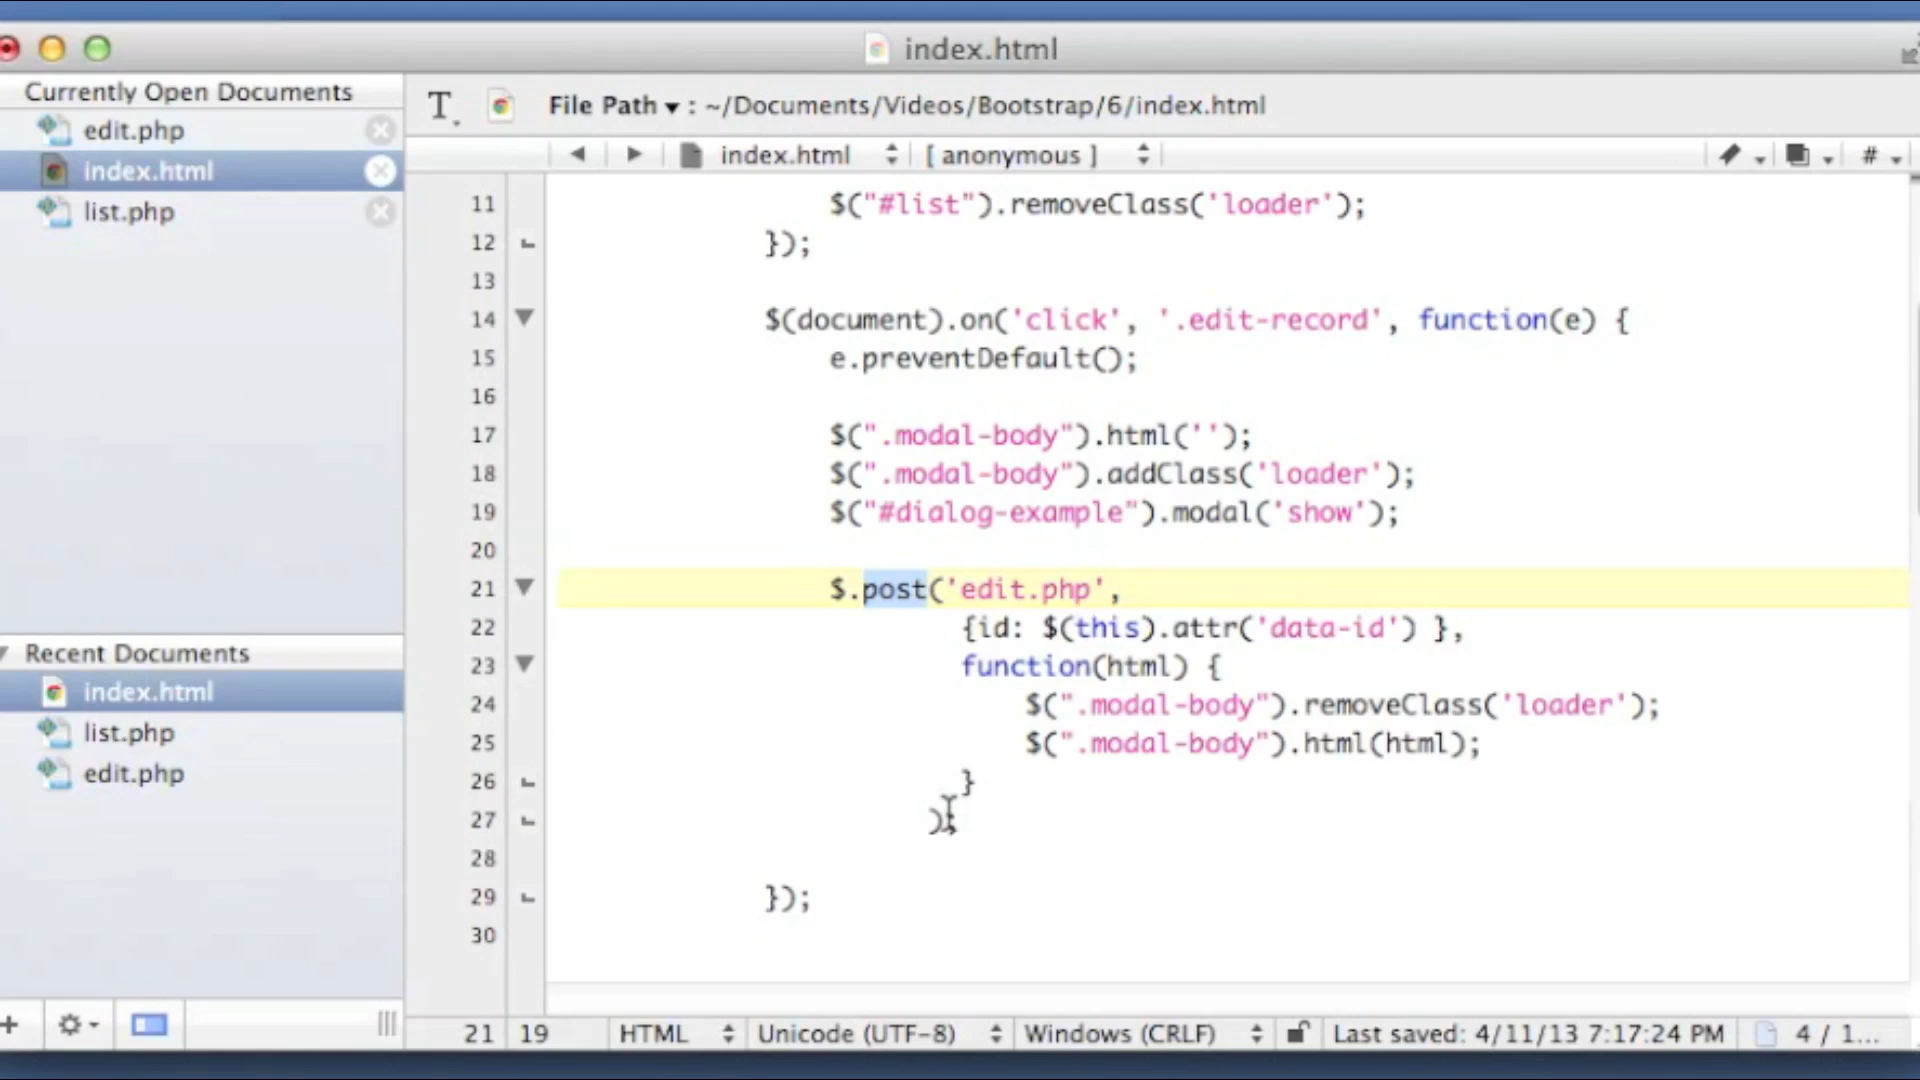 index.html
Currently Open Documents
edit.php
index.html
list.php
Recent Documents
index.html
list.php
edit.php
T
File Path ▾ : ~/Documents/Videos/Bootstrap/6/index.html
index.html [ anonymous ] #
11 $("#list").removeClass('loader');
12 });
13
14 $(document).on('click', '.edit-record', function(e) {
15 e.preventDefault();
16
17 $(".modal-body").html('');
18 $(".modal-body").addClass('loader');
19 $("#dialog-example").modal('show');
20
21 $.post('edit.php',
22 {id: $(this).attr('data-id') },
23 function(html) {
24 $(".modal-body").removeClass('loader');
25 $(".modal-body").html(html);
26 }
27 );
28
29 });
30
21 19 HTML Unicode (UTF-8) Windows (CRLF) Last saved: 4/11/13 7:17:24 PM 4 / 1...